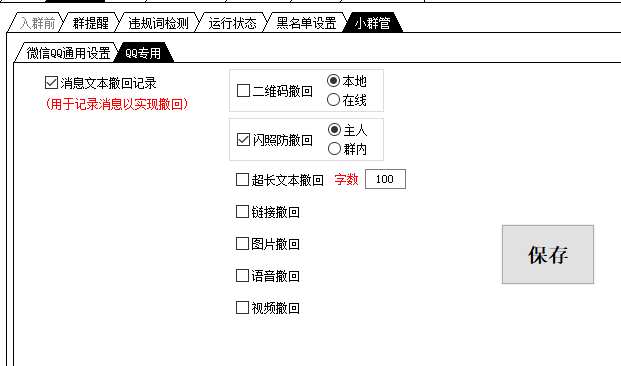 入群前 群提醒 违规词检测 运行状态 黑名单设置 小群管
微信QQ通用设置 QQ专用
消息文本撤回记录
(用于记录消息以实现撤回)
二维码撤回
本地
在线
闪照防撤回
主人
群内
超长文本撤回 字数 100
链接撤回
图片撤回
语音撤回
视频撤回
保存